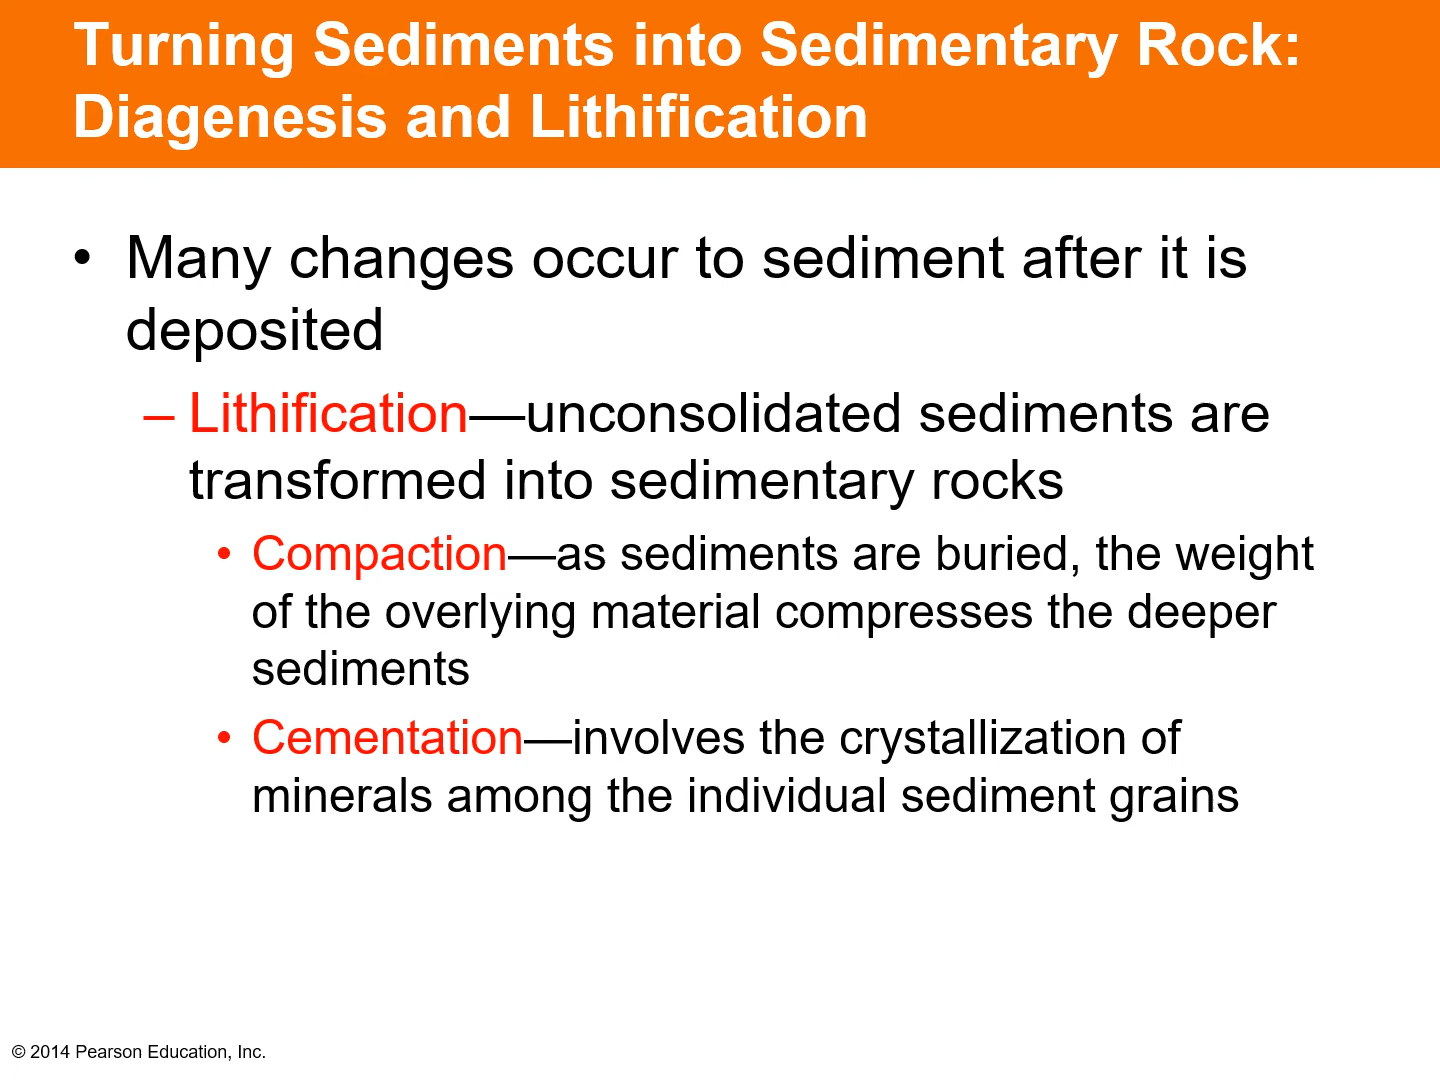 Turning Sediments into Sedimentary Rock:
Diagenesis and Lithification
• Many changes occur to sediment after it is
deposited
– Lithification—unconsolidated sediments are
transformed into sedimentary rocks
• Compaction—as sediments are buried, the weight
of the overlying material compresses the deeper
sediments
• Cementation—involves the crystallization of
minerals among the individual sediment grains
© 2014 Pearson Education, Inc.